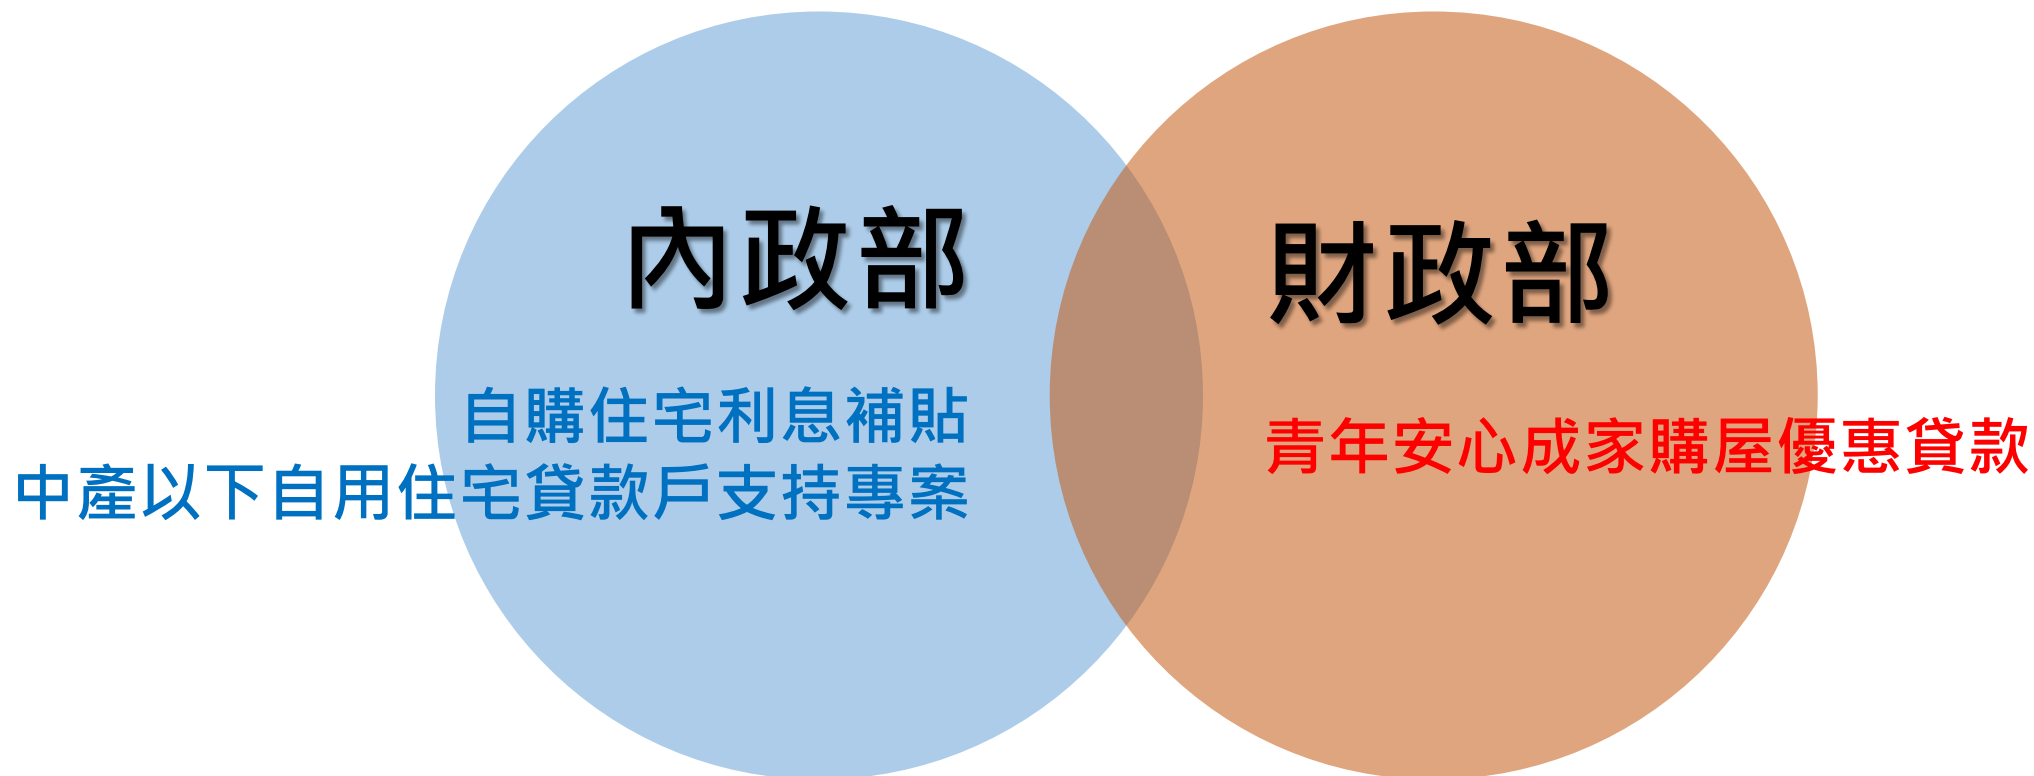 內政部
自購住宅利息補貼
中產以下自用住宅貸款戶支持專案
財政部
青年安心成家購屋優惠貸款